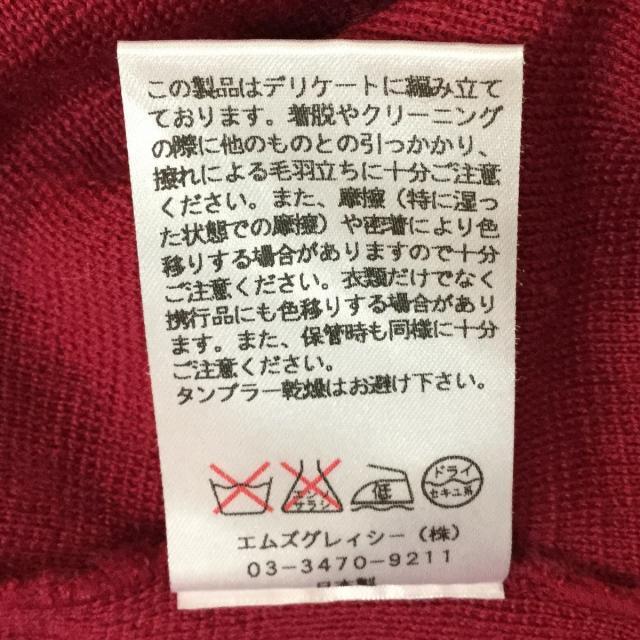 この製品はデリケートに編み立て
ております。着脱やクリーニング
の際に他のものとの引っかかり、
擦れによる毛羽立ちに十分ご注意
ください。また、摩擦（特に湿っ
た状態での摩擦）や密着により色
移りする場合がありますので十分
ご注意ください。衣類だけでなく
携行品にも色移りする場合があり
ます。また、保管時も同様に十分
ご注意ください。
タンブラー乾燥はお避け下さい。
エンソサラシ
低
ドライ
セキユ系
エムズグレイシー（株）
03-3470-9211
日本製